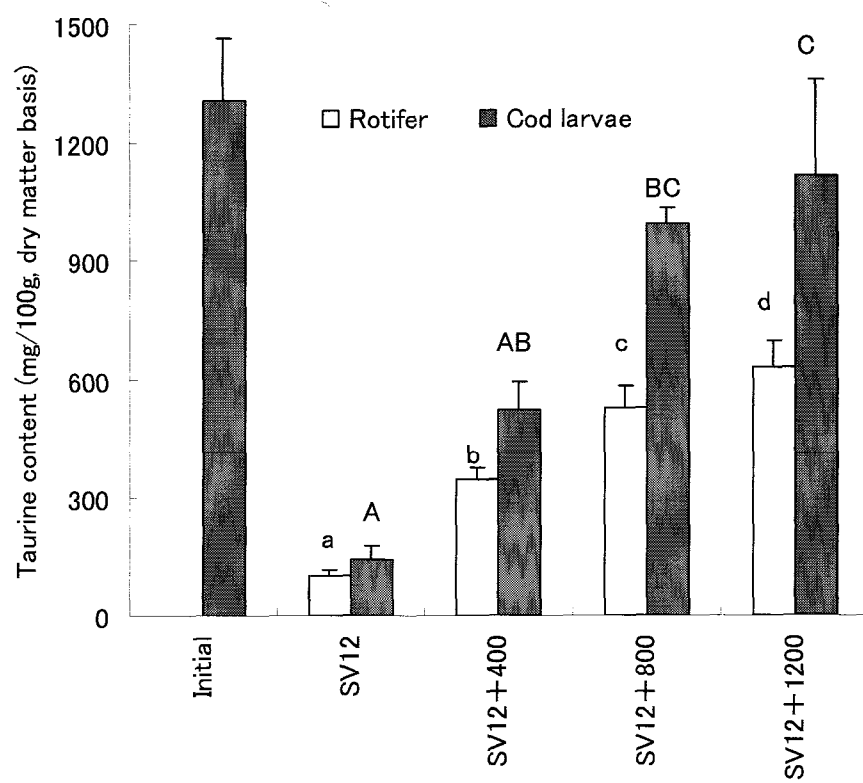 Taurine content (mg/100g, dry matter basis)
1500
1200
900
600
300
0
Rotifer
Cod larvae
a
A
b
AB
c
BC
d
C
Initial
SV12
SV12+400
SV12+800
SV12+1200